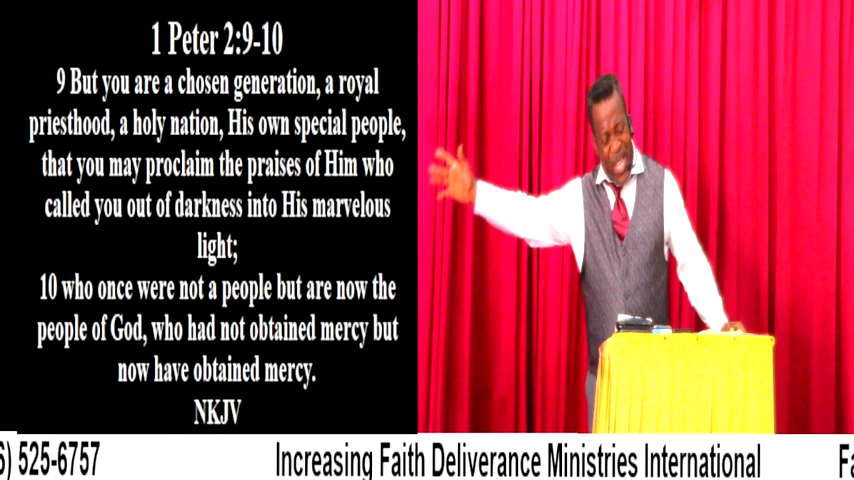 1 Peter 2:9-10
9 But you are a chosen generation, a royal
priesthood, a holy nation, His own special people,
that you may proclaim the praises of Him who
called you out of darkness into His marvelous
light;
10 who once were not a people but are now the
people of God, who had not obtained mercy but
now have obtained mercy.
NKJV
6) 525-6757 Increasing Faith Deliverance Ministries International Fa